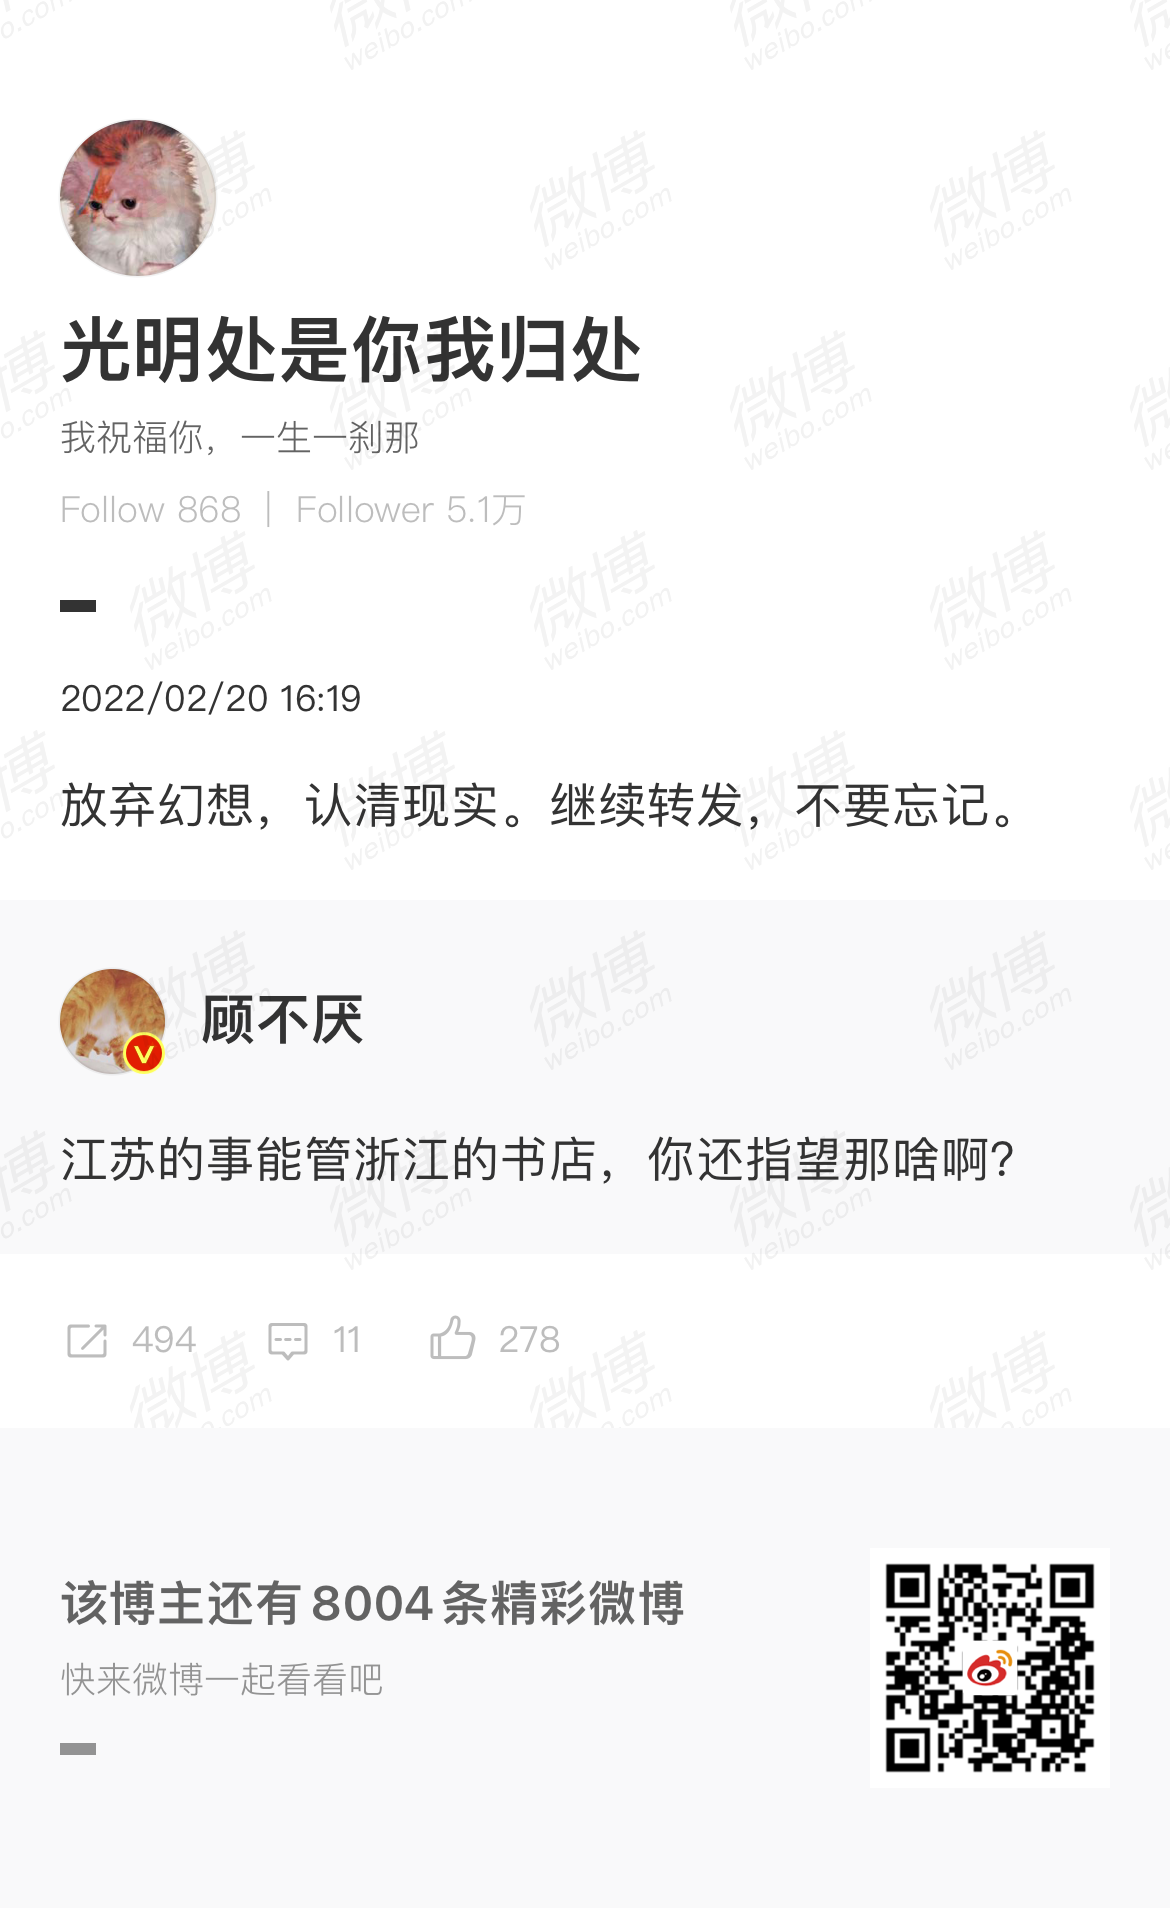 光明处是你我归处
我祝福你，一生一刹那
Follow 868 | Follower 5.1万
2022/02/20 16:19
放弃幻想，认清现实。继续转发，不要忘记。
顾不厌
江苏的事能管浙江的书店，你还指望那啥啊？
494 11 278
该博主还有8004条精彩微博
快来微博一起看看吧
微博
weibo.com